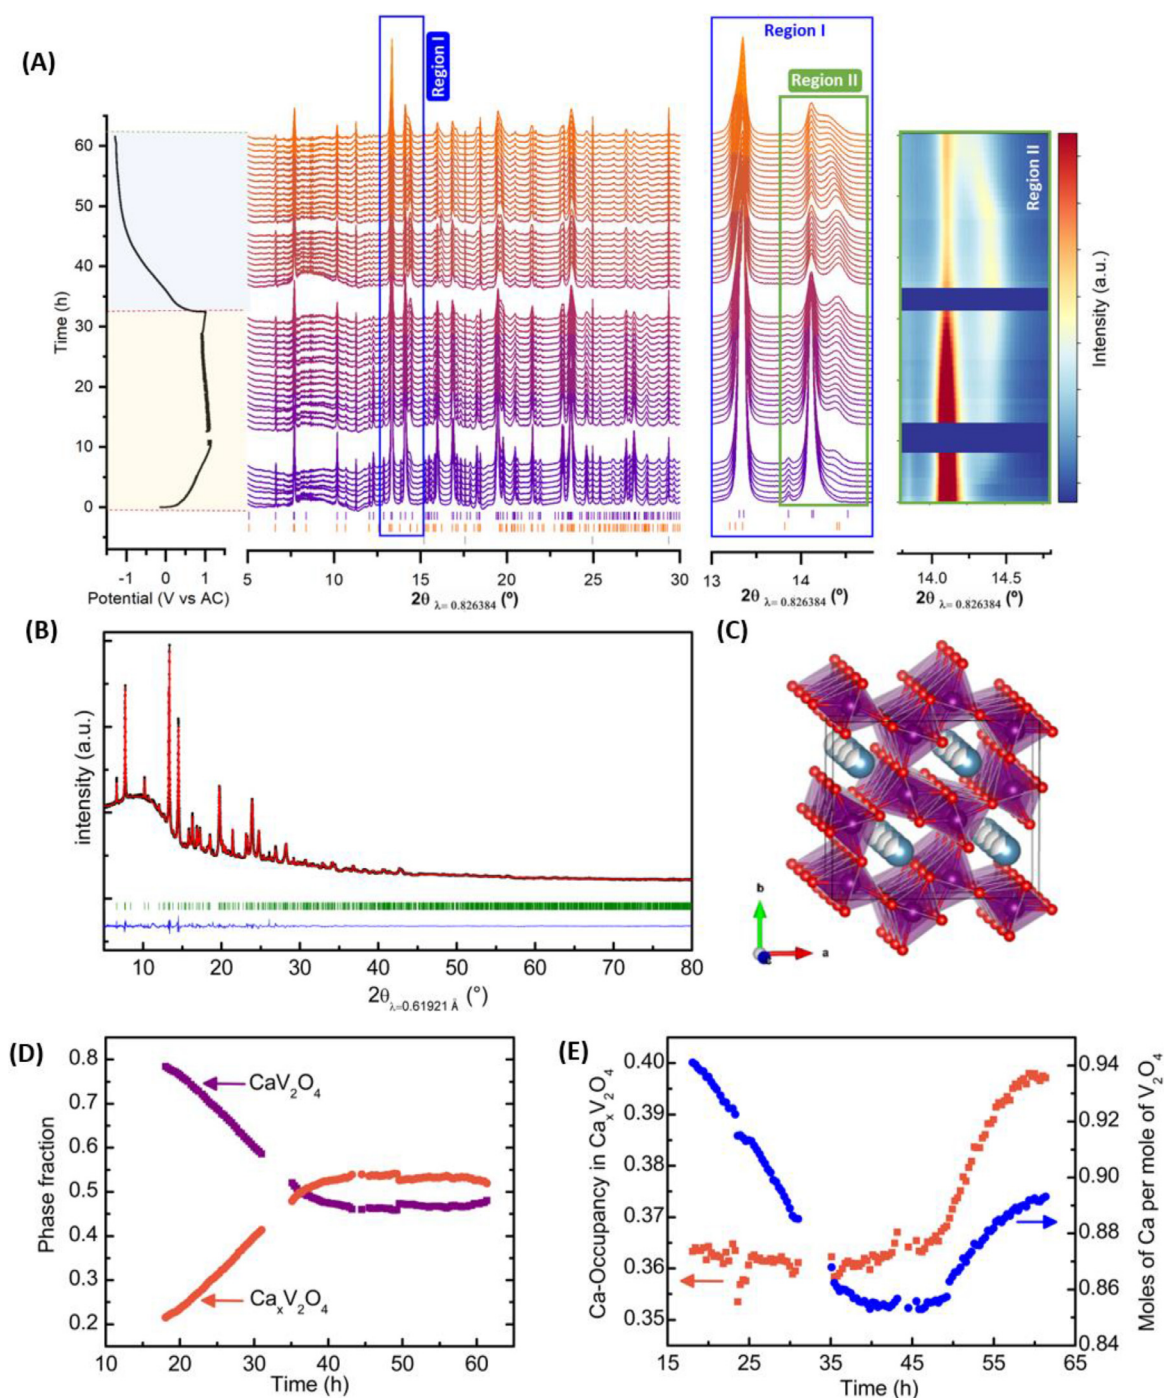 (A)
Region I
Region I
Region II
Region II
Time (h)
60
50
40
30
20
10
0
Intensity (a.u.)
-1 0 1
Potential (V vs AC)
5 10 15 20 25 30
2θ λ= 0.826384 (º)
13 14
2θ λ= 0.826384 (º)
14.0 14.5
2θ λ= 0.826384 (º)
(B)
intensity (a.u.)
10 20 30 40 50 60 70 80
2θλ=0.61921 Å (°)
(C)
b
a
(D)
Phase fraction
0.8
0.7
0.6
0.5
0.4
0.3
0.2
CaV2O4
CaxV2O4
10 20 30 40 50 60
Time (h)
(E)
Ca-Occupancy in CaxV2O4
0.40
0.39
0.38
0.37
0.36
0.35
0.94
0.92
0.90
0.88
0.86
0.84
Moles of Ca per mole of V2O4
15 25 35 45 55 65
Time (h)